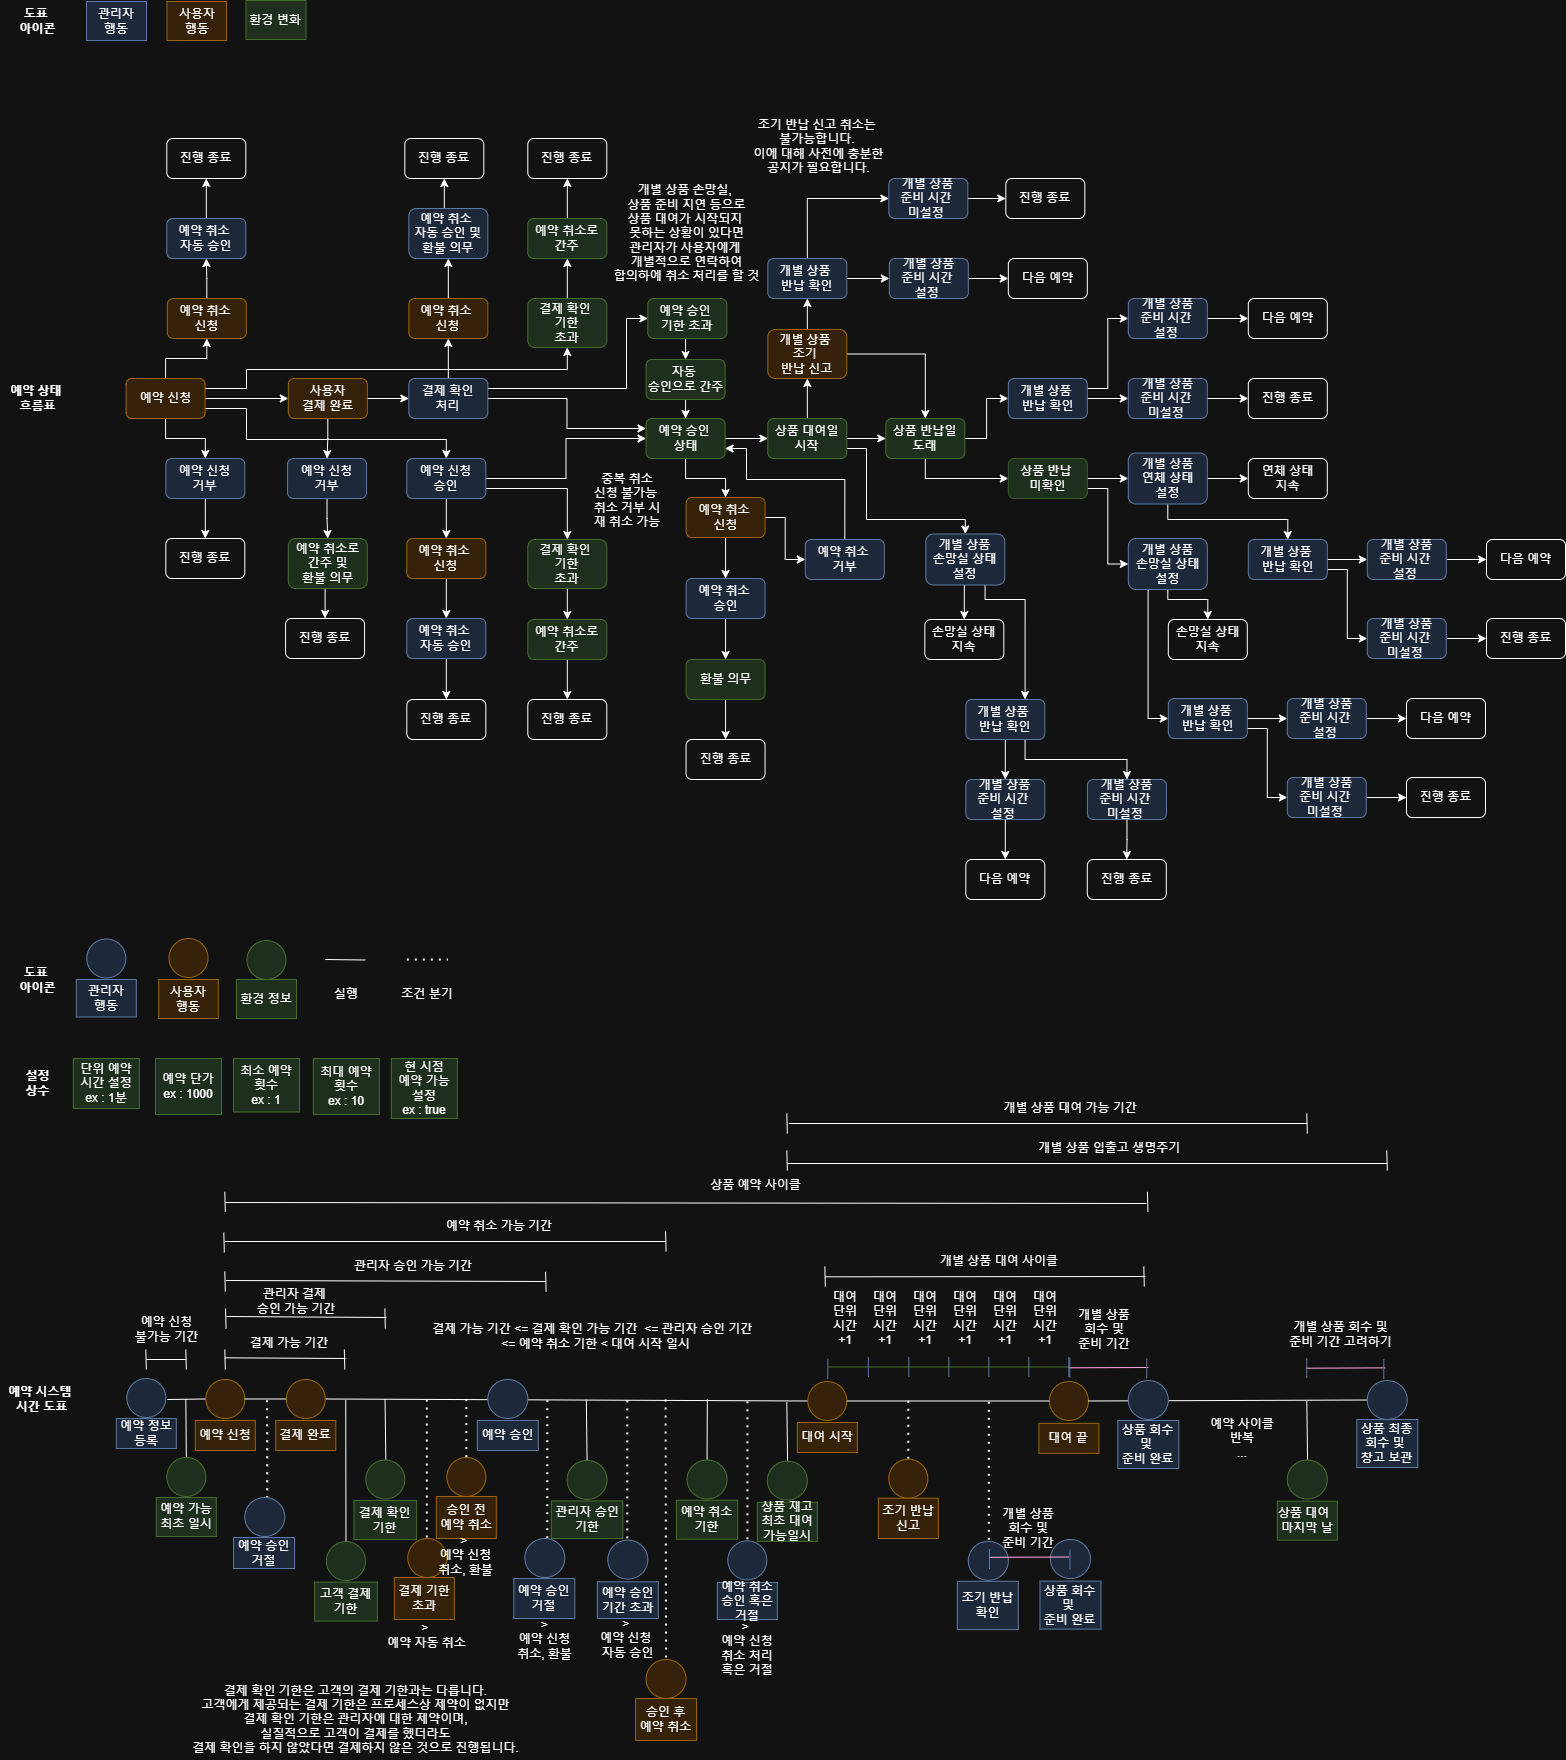 도표
아이콘
관리자
행동
사용자
행동
환경 변화
조기 반납 신고 취소는
불가능합니다.
이에 대해 사전에 충분한
공지가 필요합니다.
진행 종료
진행 종료
진행 종료
개별 상품 손망실,
상품 준비 지연 등으로
상품 대여가 시작되지
못하는 상황이 있다면
관리자가 사용자에게
개별적으로 연락하여
합의하에 취소 처리를 할 것
개별 상품
준비 시간
미설정
진행 종료
예약 취소
자동 승인
예약 취소
자동 승인 및
환불 의무
예약 취소로
간주
개별 상품
반납 확인
개별 상품
준비 시간
설정
다음 예약
예약 취소
신청
예약 취소
신청
결제 확인
기한
초과
예약 승인
기한 초과
개별 상품
조기
반납 신고
개별 상품
준비 시간
설정
다음 예약
예약 상태
흐름표
예약 신청
사용자
결제 완료
결제 확인
처리
자동
승인으로 간주
개별 상품
반납 확인
개별 상품
준비 시간
미설정
진행 종료
예약 승인
상태
상품 대여일
시작
상품 반납일
도래
예약 신청
거부
예약 신청
거부
예약 신청
승인
중복 취소
신청 불가능
취소 거부 시
재 취소 가능
상품 반납
미확인
개별 상품
연체 상태
설정
연체 상태
지속
예약 취소
신청
진행 종료
예약 취소로
간주 및
환불 의무
예약 취소
신청
결제 확인
기한
초과
예약 취소
거부
개별 상품
손망실 상태
설정
개별 상품
손망실 상태
설정
개별 상품
반납 확인
개별 상품
준비 시간
설정
다음 예약
예약 취소
승인
진행 종료
예약 취소
자동 승인
예약 취소로
간주
손망실 상태
지속
손망실 상태
지속
개별 상품
준비 시간
미설정
진행 종료
환불 의무
진행 종료
진행 종료
개별 상품
반납 확인
개별 상품
반납 확인
개별 상품
준비 시간
설정
다음 예약
진행 종료
개별 상품
준비 시간
설정
개별 상품
준비 시간
미설정
개별 상품
준비 시간
미설정
진행 종료
다음 예약
진행 종료
도표
아이콘
관리자
행동
사용자
행동
환경 정보
실행
조건 분기
설정
상수
단위 예약
시간 설정
ex : 1분
예약 단가
ex : 1000
최소 예약
횟수
ex : 1
최대 예약
횟수
ex : 10
현 시점
예약 가능
설정
ex : true
개별 상품 대여 가능 기간
개별 상품 입출고 생명주기
상품 예약 사이클
예약 취소 가능 기간
관리자 승인 가능 기간
개별 상품 대여 사이클
관리자 결제
승인 가능 기간
예약 신청
불가능 기간
결제 가능 기간
결제 가능 기간 <= 결제 확인 가능 기간 <= 관리자 승인 기간
<= 예약 취소 기한 < 대여 시작 일시
대여
단위
시간
+1
대여
단위
시간
+1
대여
단위
시간
+1
대여
단위
시간
+1
대여
단위
시간
+1
대여
단위
시간
+1
개별 상품
회수 및
준비 기간
개별 상품 회수 및
준비 기간 고려하기
예약 시스템
시간 도표
예약 정보
등록
예약 신청
결제 완료
예약 승인
대여 시작
대여 끝
상품 회수
및
준비 완료
예약 사이클
반복
...
상품 최종
회수 및
창고 보관
예약 가능
최초 일시
예약 승인
거절
고객 결제
기한
결제 확인
기한
결제 기한
초과
>
예약 자동 취소
승인 전
예약 취소
>
예약 신청
취소, 환불
예약 승인
거절
>
예약 신청
취소, 환불
관리자 승인
기한
예약 승인
기간 초과
>
예약 신청
자동 승인
승인 후
예약 취소
예약 취소
기한
예약 취소
승인 혹은
거절
>
예약 신청
취소 처리
혹은 거절
상품 재고
최초 대여
가능일시
조기 반납
신고
조기 반납
확인
개별 상품
회수 및
준비 기간
상품 회수
및
준비 완료
상품 대여
마지막 날
결제 확인 기한은 고객의 결제 기한과는 다릅니다.
고객에게 제공되는 결제 기한은 프로세스상 제약이 없지만
결제 확인 기한은 관리자에 대한 제약이며,
실질적으로 고객이 결제를 했더라도
결제 확인을 하지 않았다면 결제하지 않은 것으로 진행됩니다.